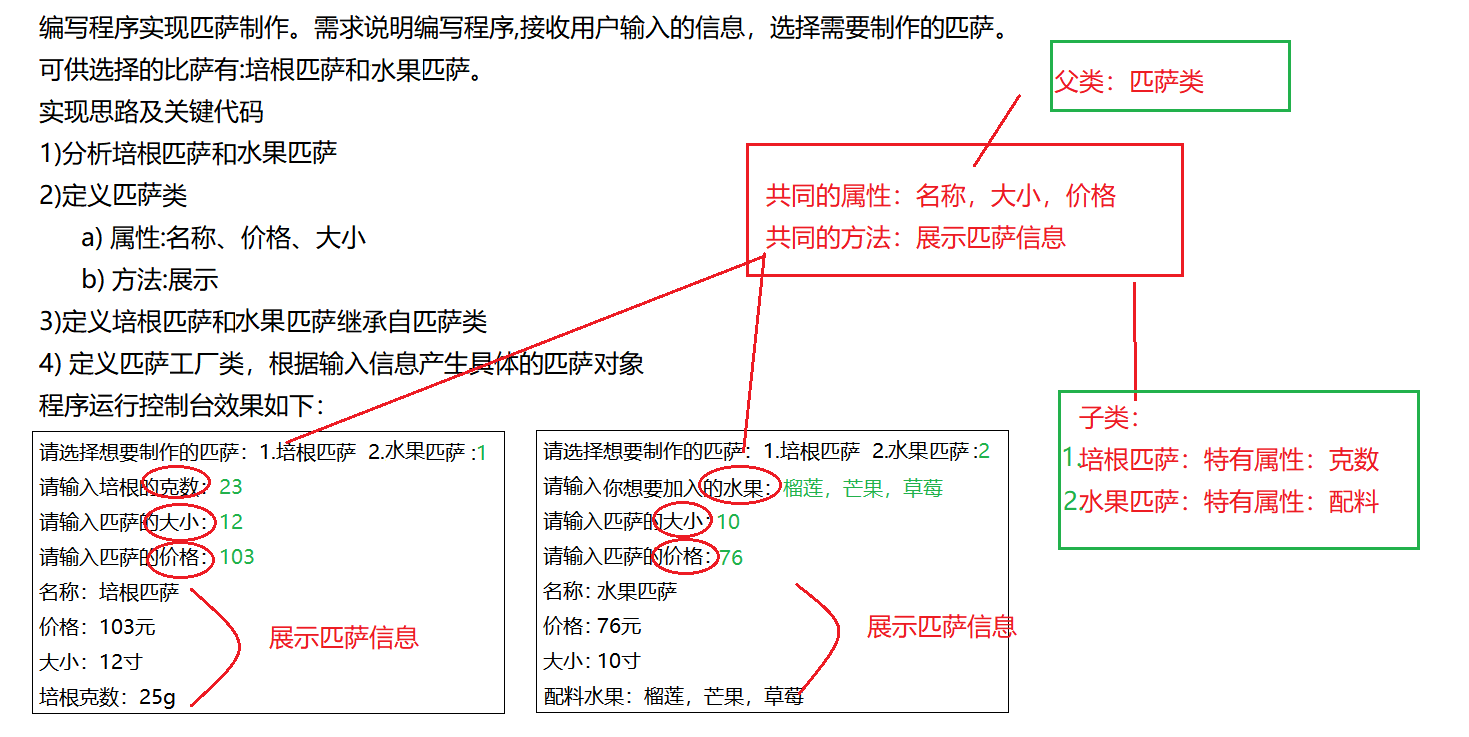 编写程序实现匹萨制作。需求说明编写程序,接收用户输入的信息，选择需要制作的匹萨。
可供选择的比萨有:培根匹萨和水果匹萨。
实现思路及关键代码
1)分析培根匹萨和水果匹萨
2)定义匹萨类
a) 属性:名称、价格、大小
b) 方法:展示
3)定义培根匹萨和水果匹萨继承自匹萨类
4) 定义匹萨工厂类，根据输入信息产生具体的匹萨对象
程序运行控制台效果如下：
父类：匹萨类
共同的属性：名称，大小，价格
共同的方法：展示匹萨信息
子类：
1.培根匹萨：特有属性：克数
2水果匹萨：特有属性：配料
请选择想要制作的匹萨：1.培根匹萨 2.水果匹萨 :1
请输入培根的克数：23
请输入匹萨的大小：12
请输入匹萨的价格：103
名称：培根匹萨
价格：103元
大小：12寸
培根克数：25g
展示匹萨信息
请选择想要制作的匹萨：1.培根匹萨 2.水果匹萨 :2
请输入你想要加入的水果：榴莲，芒果，草莓
请输入匹萨的大小:10
请输入匹萨的价格:76
名称: 水果匹萨
价格: 76元
大小: 10寸
配料水果：榴莲，芒果，草莓
展示匹萨信息